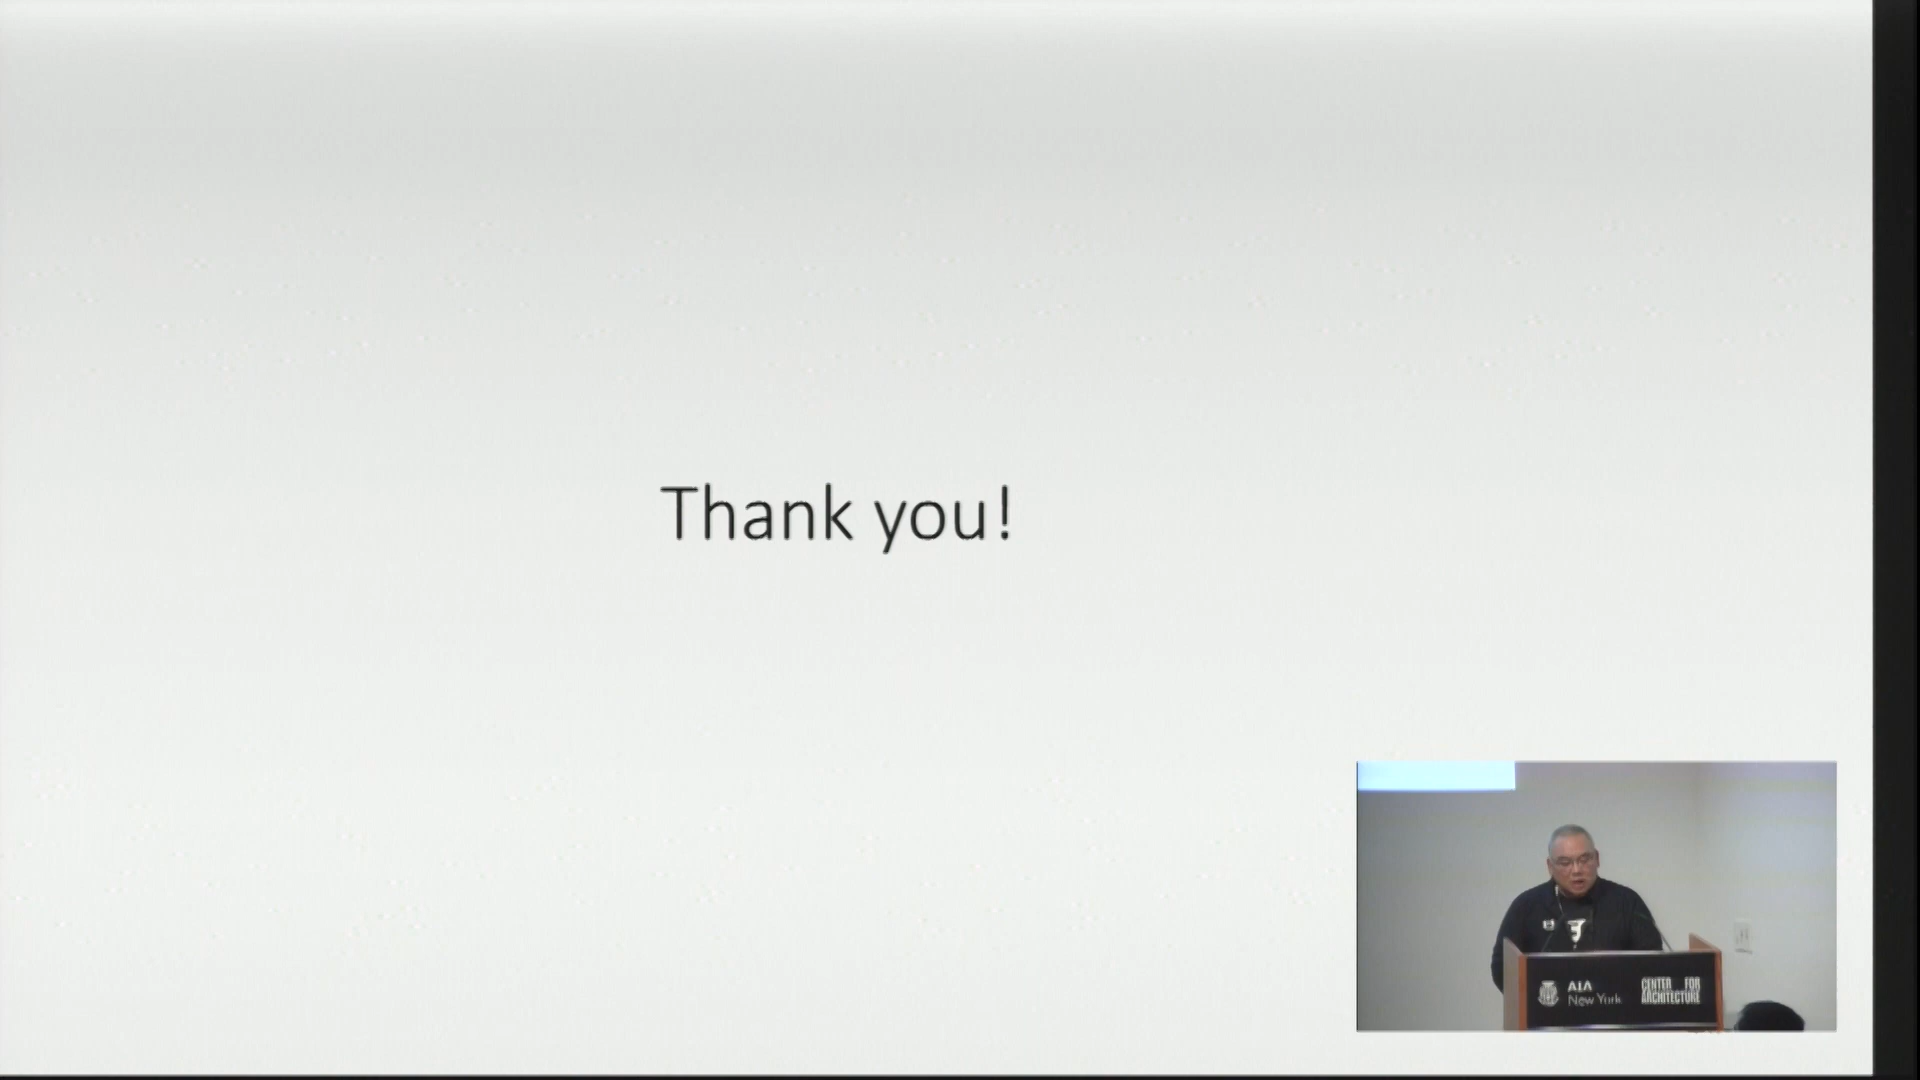 Thank you!
AIA
New York
CENTER FOR
ARCHITECTURE